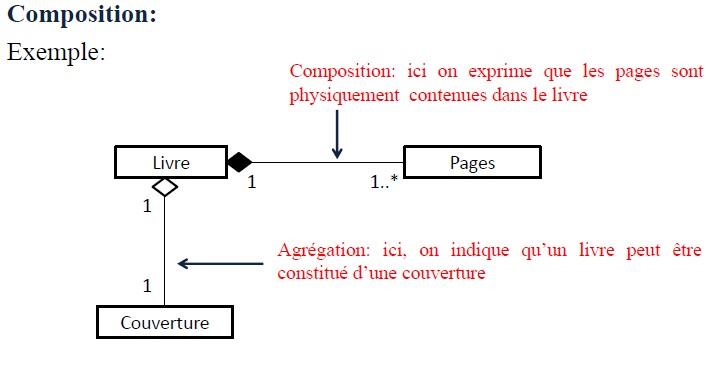 Composition:
Exemple:
Composition: ici on exprime que les pages sont
physiquement contenues dans le livre
Livre
Pages
1
1..*
1
Agrégation: ici, on indique qu'un livre peut être
constitué d'une couverture
1
Couverture